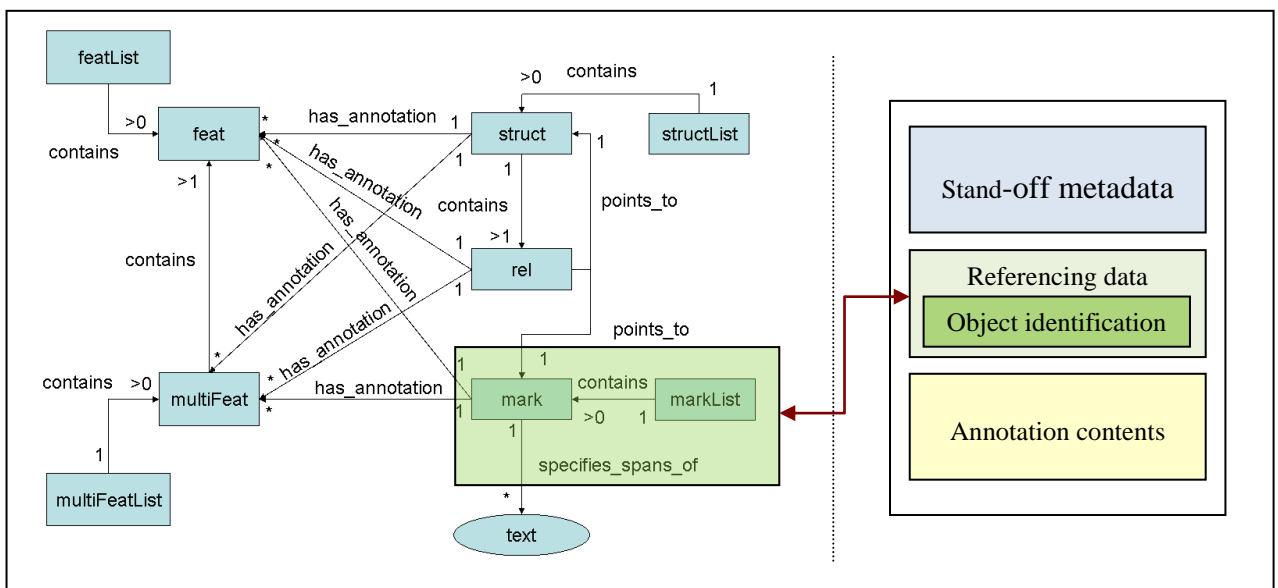 featList
>0
contains
feat
*
*
*
>1
contains
has_annotation
has_annotation
has_annotation
has_annotation
has_annotation
has_annotation
contains
>0
1
struct
1
1
1
1
structList
contains
>1
points_to
1
1
rel
points_to
1
1
1
1
mark
contains
>0
1
markList
specifies_spans_of
*
text
contains
>0
*
*
*
multiFeat
1
multiFeatList
Stand-off metadata
Referencing data
Object identification
Annotation contents